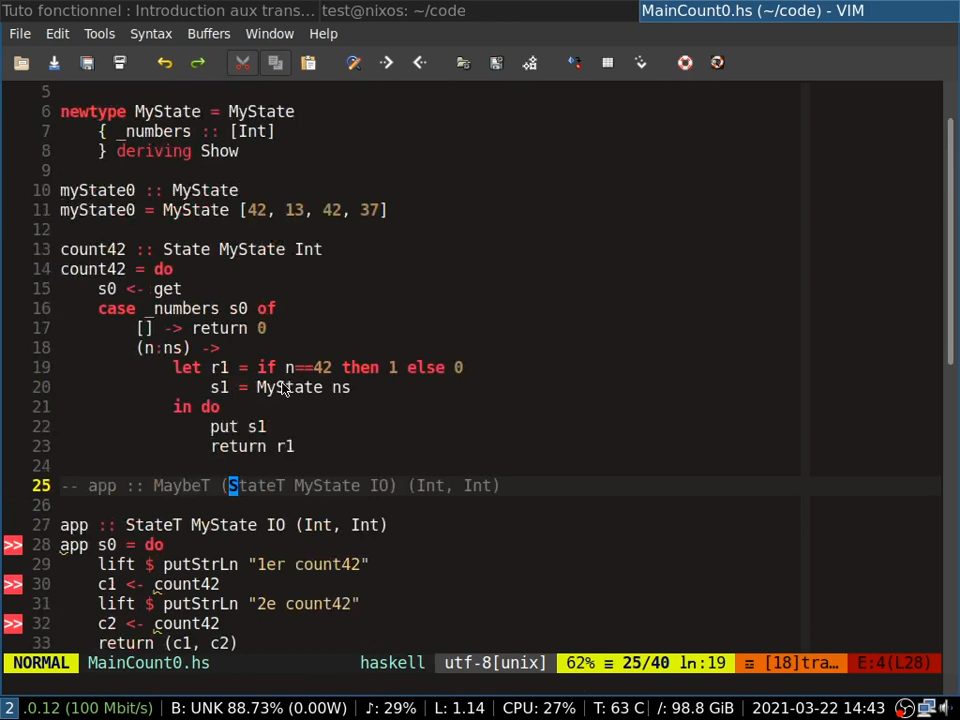 Tuto fonctionnel : Introduction aux trans... test@nixos: ~/code MainCount0.hs (~/code) - VIM
File Edit Tools Syntax Buffers Window Help
5
6 newtype MyState = MyState
7 { _numbers :: [Int]
8 } deriving Show
9
10 myState0 :: MyState
11 myState0 = MyState [42, 13, 42, 37]
12
13 count42 :: State MyState Int
14 count42 = do
15 s0 <- get
16 case _numbers s0 of
17 [] -> return 0
18 (n:ns) ->
19 let r1 = if n==42 then 1 else 0
20 s1 = MyState ns
21 in do
22 put s1
23 return r1
24
25 -- app :: MaybeT (StateT MyState IO) (Int, Int)
26
27 app :: StateT MyState IO (Int, Int)
>> 28 app s0 = do
29 lift $ putStrLn "1er count42"
>> 30 c1 <- count42
31 lift $ putStrLn "2e count42"
>> 32 c2 <- count42
33 return (c1, c2)
NORMAL MainCount0.hs haskell utf-8[unix] 62% ≡ 25/40 ln:19 ≡ [18]tra… E:4(L28)
2 .0.12 (100 Mbit/s) B: UNK 88.73% (0.00W) ♪: 29% L: 1.14 CPU: 27% T: 63 C /: 98.8 GiB 2021-03-22 14:43